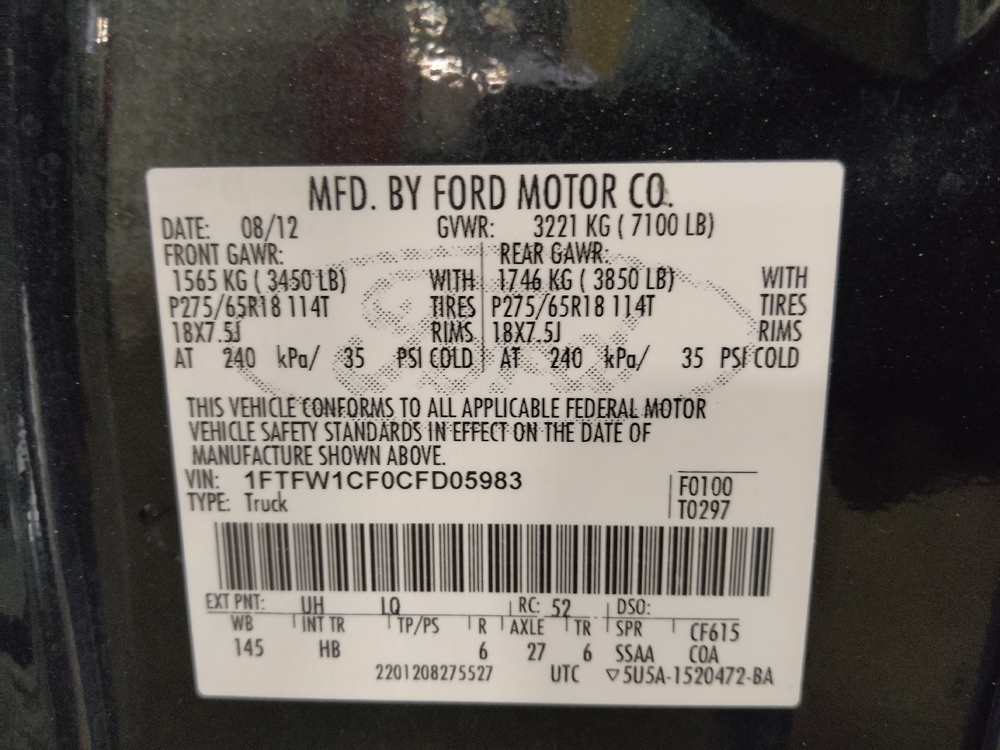 MFD. BY FORD MOTOR CO.
DATE: 08/12 GVWR: 3221 KG ( 7100 LB)
FRONT GAWR: REAR GAWR:
1565 KG ( 3450 LB) WITH 1746 KG ( 3850 LB) WITH
P275/65R18 114T TIRES P275/65R18 114T TIRES
18X7.5J RIMS 18X7.5J RIMS
AT 240 kPa/ 35 PSI COLD AT 240 kPa/ 35 PSI COLD
THIS VEHICLE CONFORMS TO ALL APPLICABLE FEDERAL MOTOR
VEHICLE SAFETY STANDARDS IN EFFECT ON THE DATE OF
MANUFACTURE SHOWN ABOVE.
VIN: 1FTFW1CF0CFD05983
F0100
TYPE: Truck
T0297
EXT PNT: UH LQ RC: 52 DSO:
WB INT TR TP/PS R AXLE TR SPR CF615
145 HB 6 27 6 SSAA COA
2201208275527 UTC ▽5U5A-1520472-BA